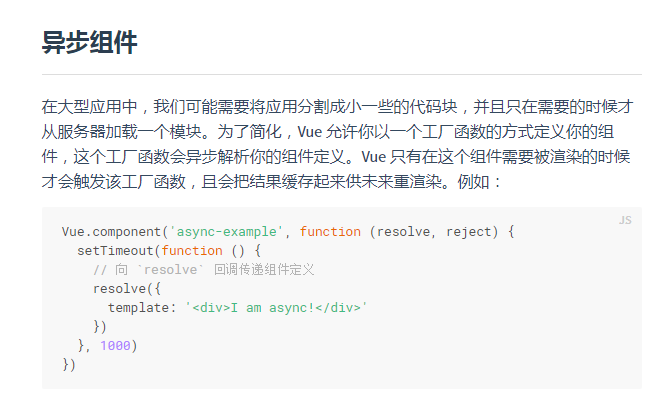 异步组件
在大型应用中，我们可能需要将应用分割成小一些的代码块，并且只在需要的时候才
从服务器加载一个模块。为了简化，Vue 允许你以一个工厂函数的方式定义你的组
件，这个工厂函数会异步解析你的组件定义。Vue 只有在这个组件需要被渲染的时候
才会触发该工厂函数，且会把结果缓存起来供未来重渲染。例如：
JS
Vue.component('async-example', function (resolve, reject) {
  setTimeout(function () {
    // 向 `resolve` 回调传递组件定义
    resolve({
      template: '<div>I am async!</div>'
    })
  }, 1000)
})